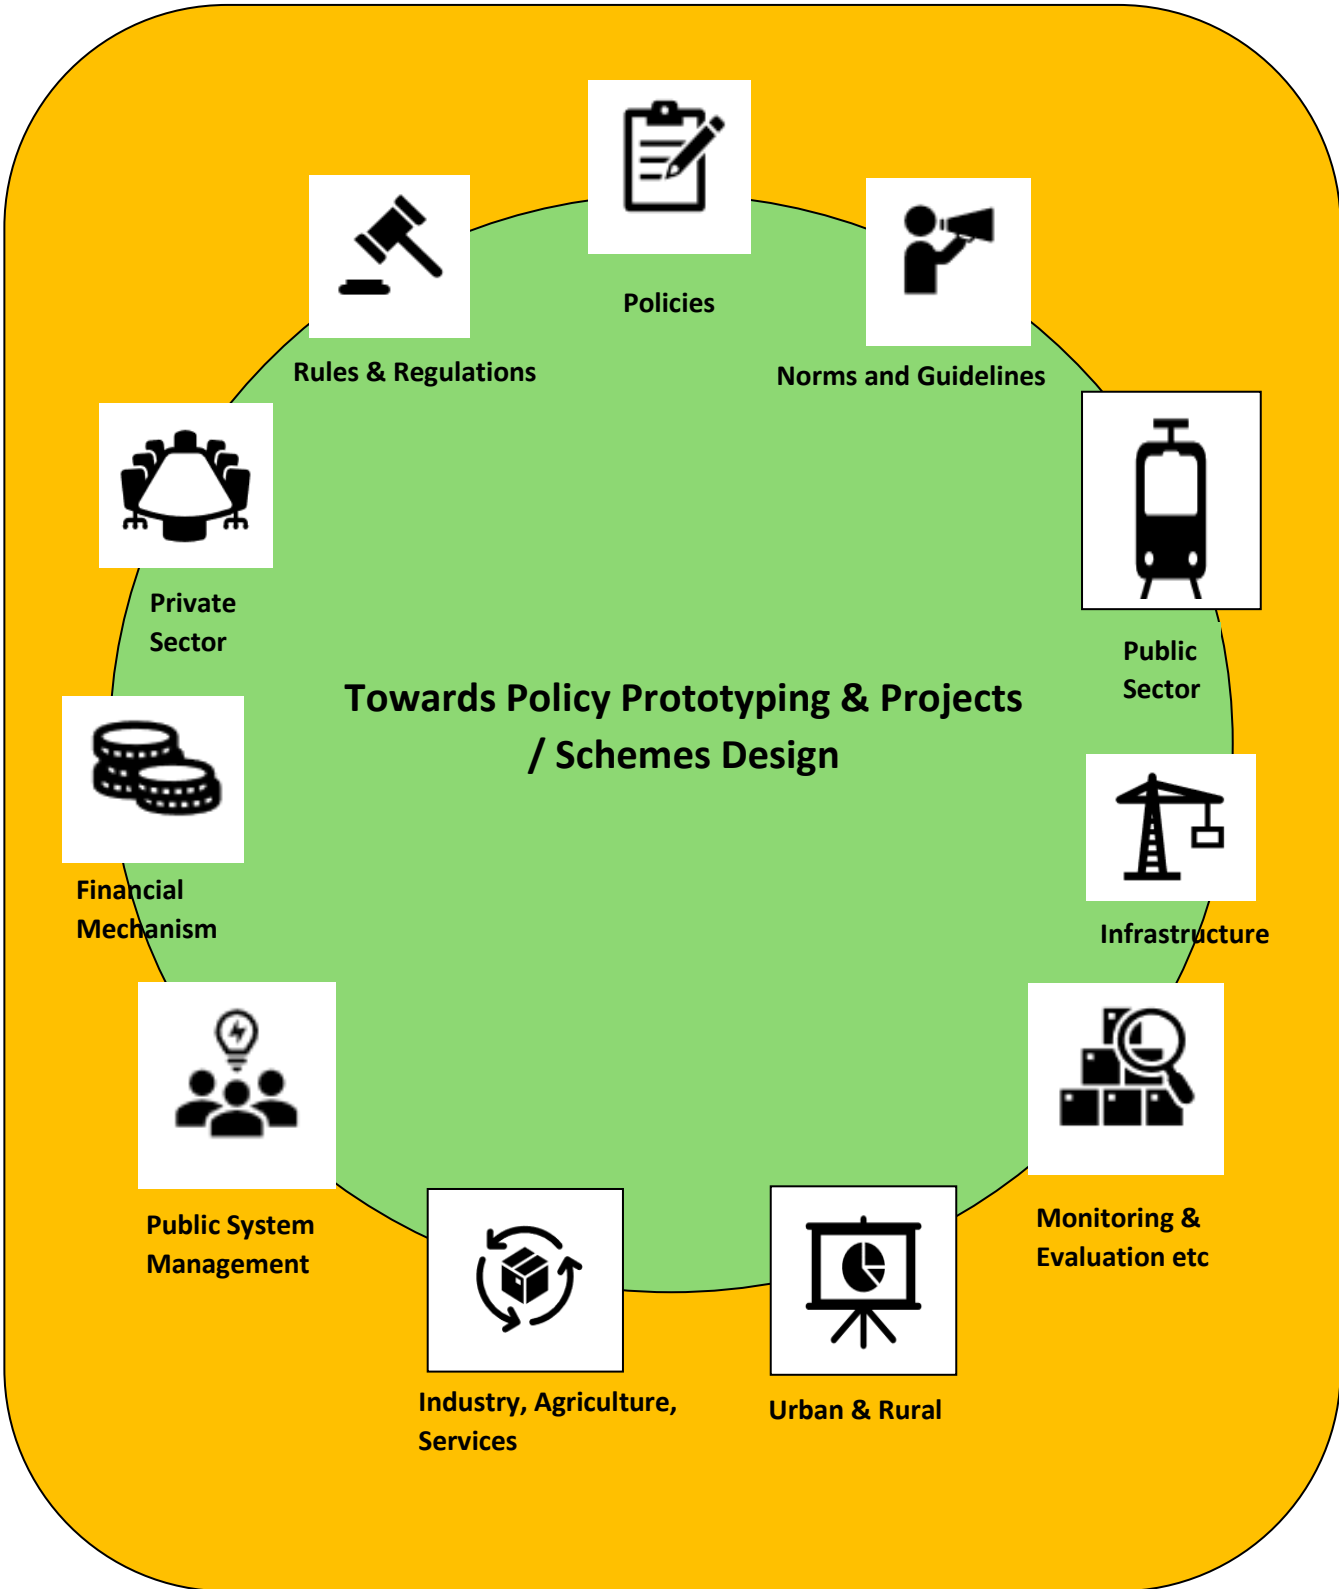 Policies
Rules & Regulations
Norms and Guidelines
Private
Sector
Public
Sector
Towards Policy Prototyping & Projects
/ Schemes Design
Financial
Mechanism
Infrastructure
Public System
Management
Monitoring &
Evaluation etc
Industry, Agriculture,
Services
Urban & Rural